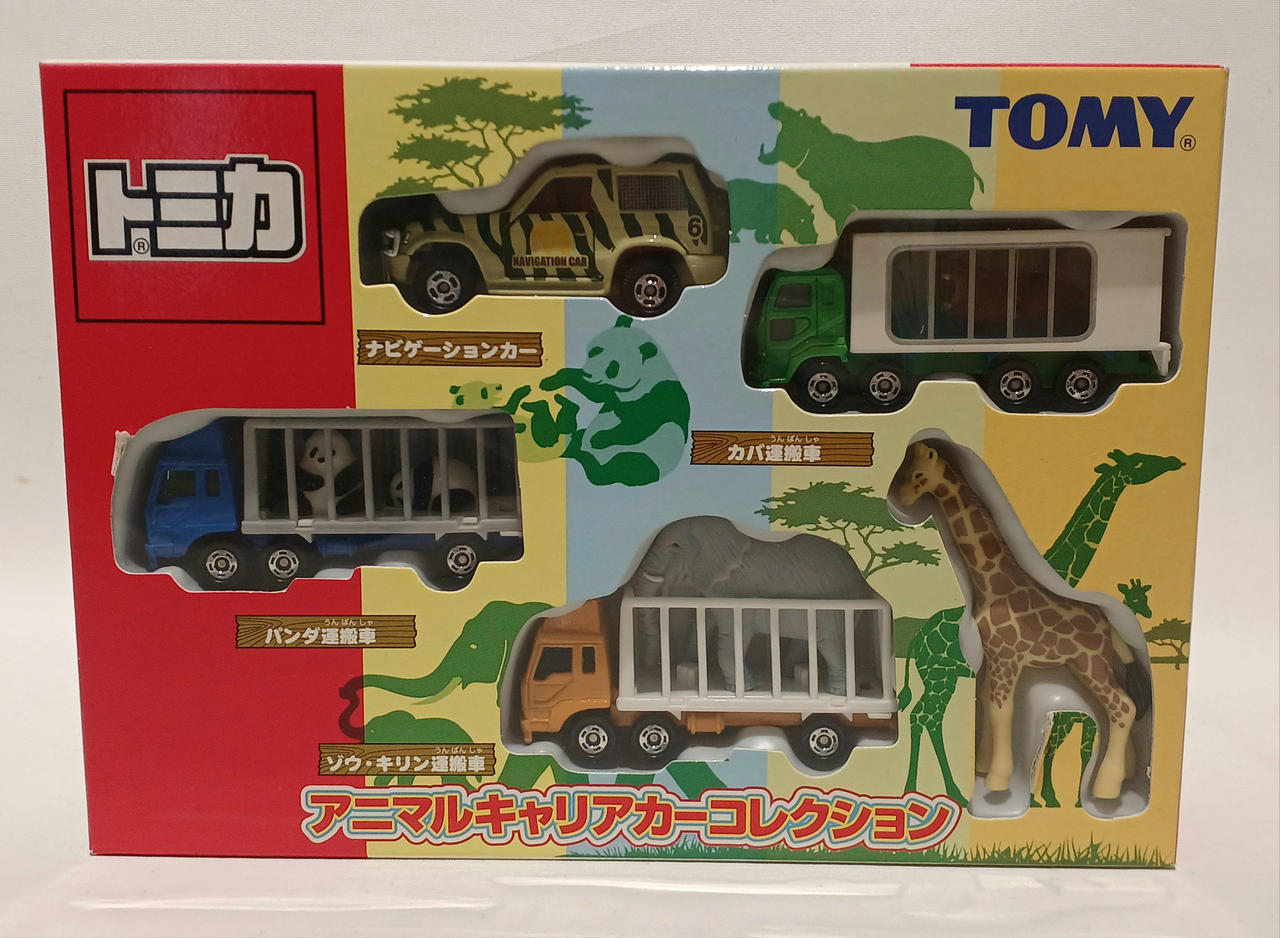 トミカ®
TOMY®
6
NAVIGATION CAR
ナビゲーションカー
うんぱんしゃ
カバ運搬車
うんぱんしゃ
パンダ運搬車
うんぱんしゃ
ゾウ・キリン運搬車
アニマルキャリアカーコレクション